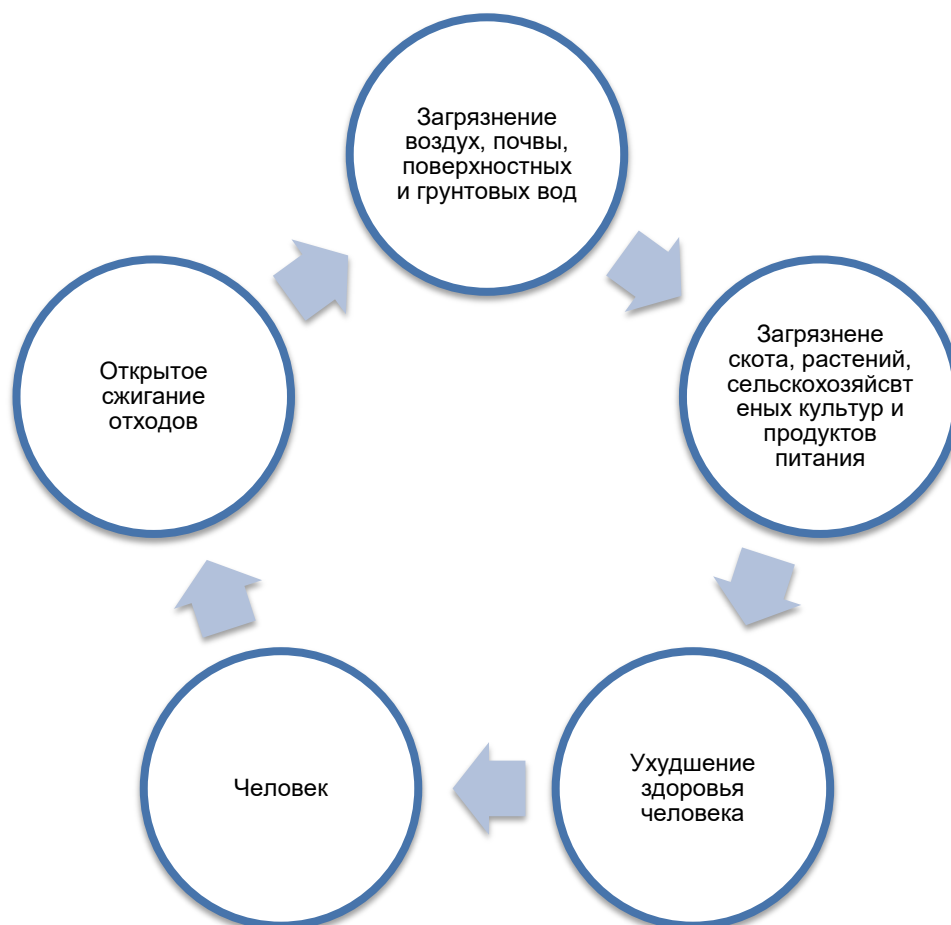 Загрязнение
воздух, почвы,
поверхностных
и грунтовых вод
Загрязнене
скота, растений,
сельскохозяйсвт
еных культур и
продуктов
питания
Ухудшение
здоровья
человека
Человек
Открытое
сжигание
отходов